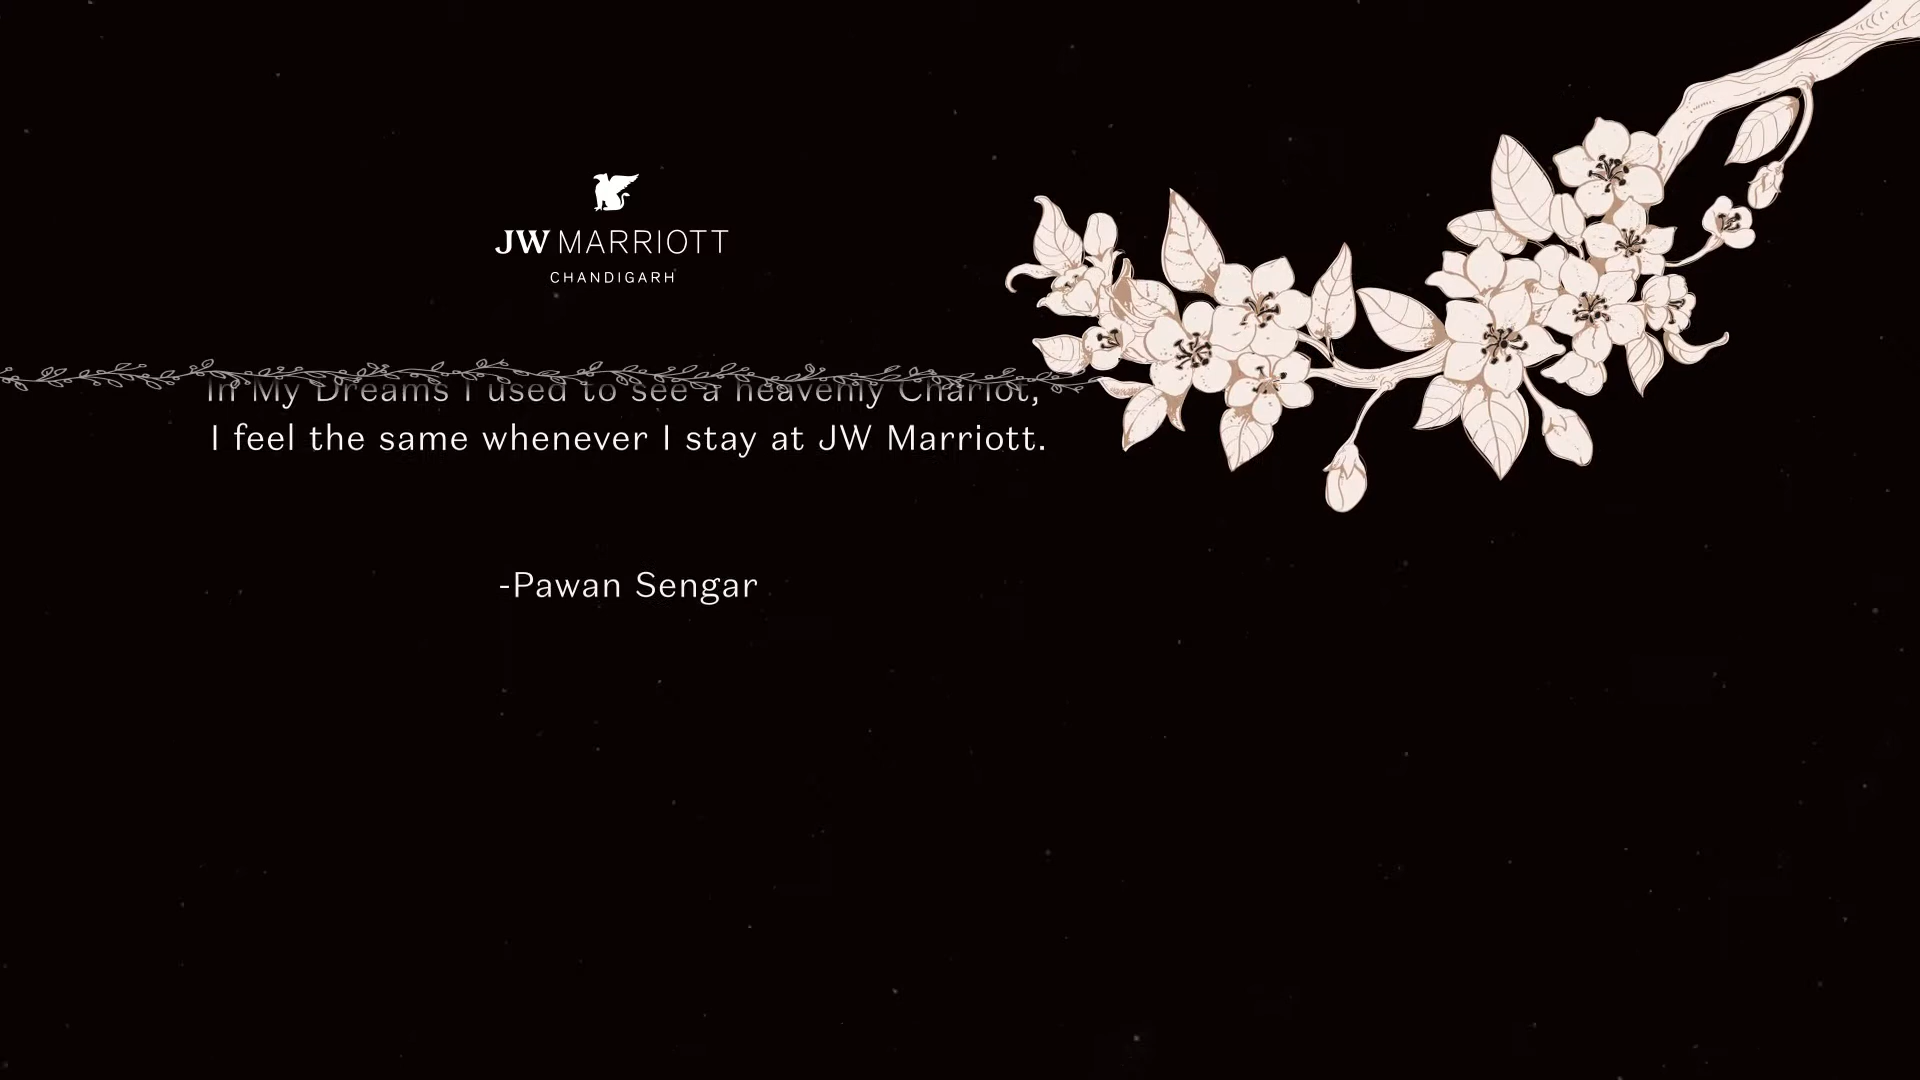 JW MARRIOTT
CHANDIGARH
In My Dreams I used to see a heavenly Chariot,
I feel the same whenever I stay at JW Marriott.
-Pawan Sengar